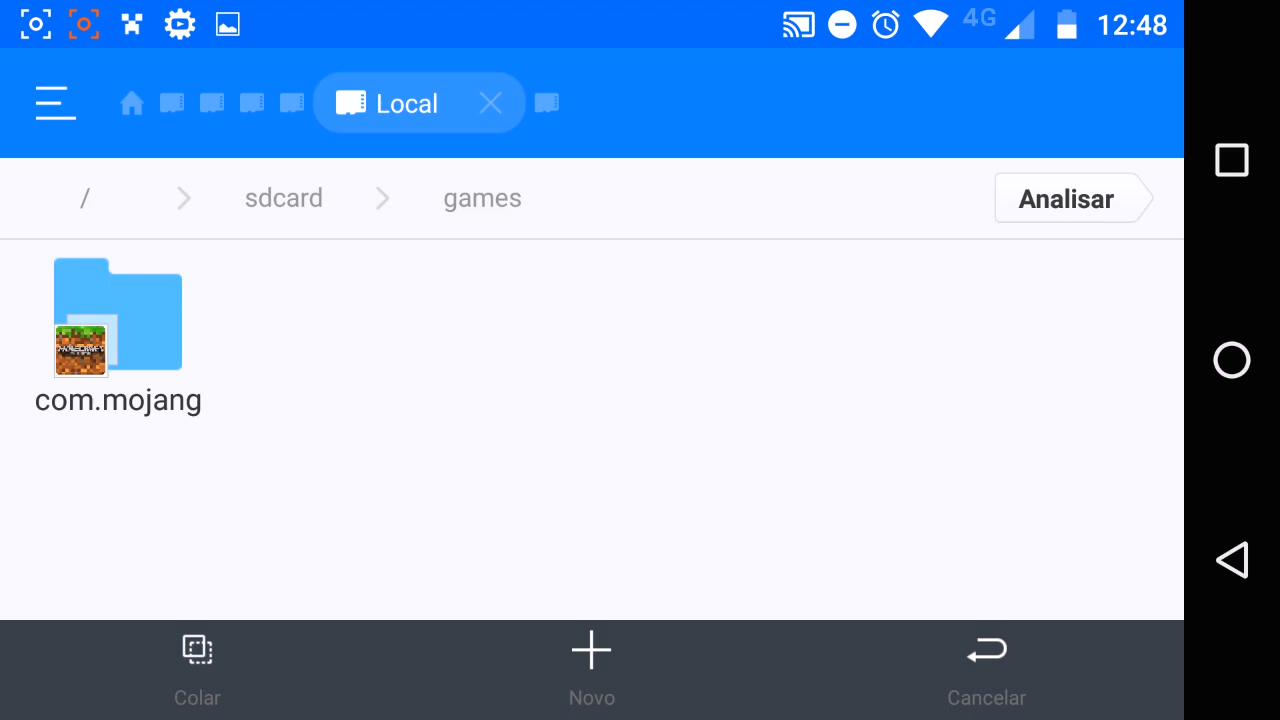 4G 12:48
Local
/ sdcard games
Analisar
com.mojang
Colar Novo Cancelar